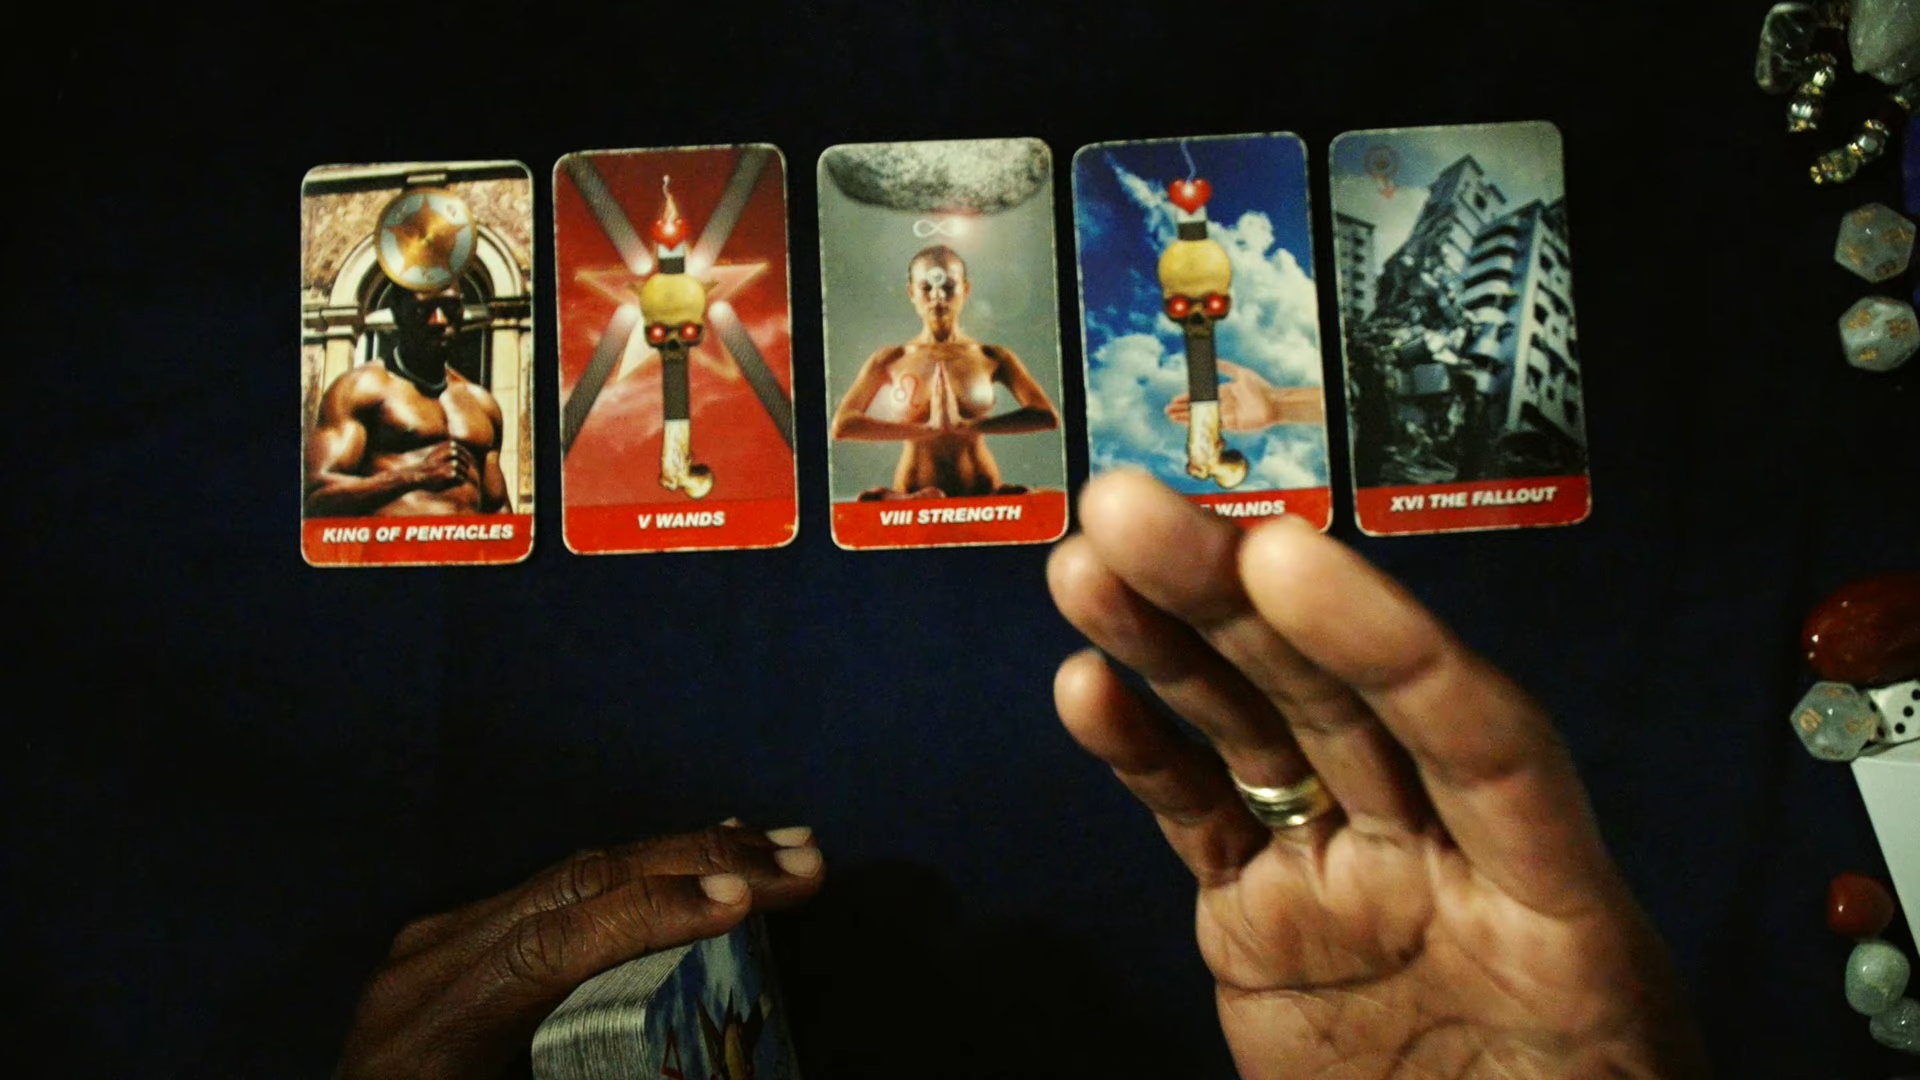 KING OF PENTACLES
V WANDS
VIII STRENGTH
WANDS
XVI THE FALLOUT